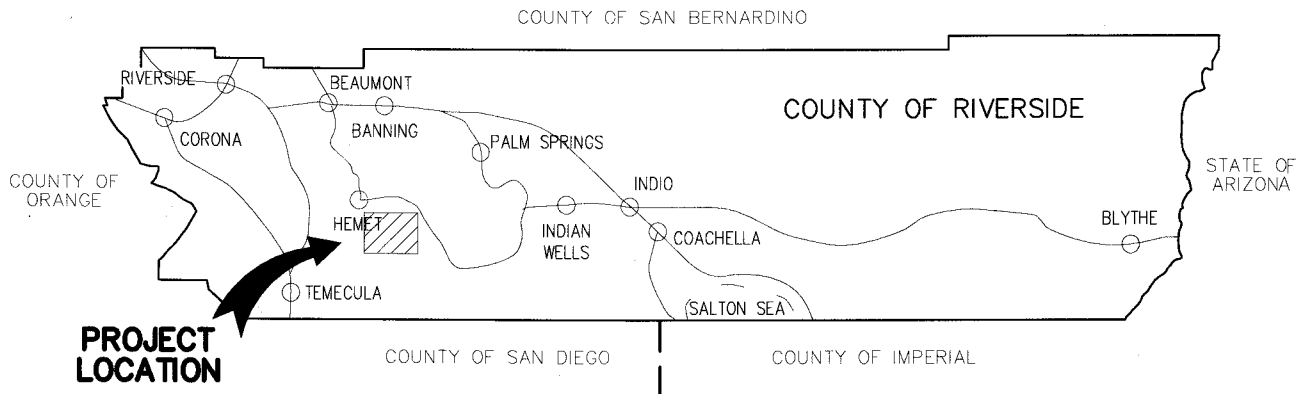 COUNTY OF SAN BERNARDINO
RIVERSIDE
BEAUMONT
COUNTY OF RIVERSIDE
BANNING
CORONA
PALM SPRINGS
STATE OF
ARIZONA
COUNTY OF
ORANGE
INDIO
HEMET
BLYTHE
INDIAN
WELLS
COACHELLA
TEMECULA
SALTON SEA
PROJECT
LOCATION
COUNTY OF SAN DIEGO
COUNTY OF IMPERIAL